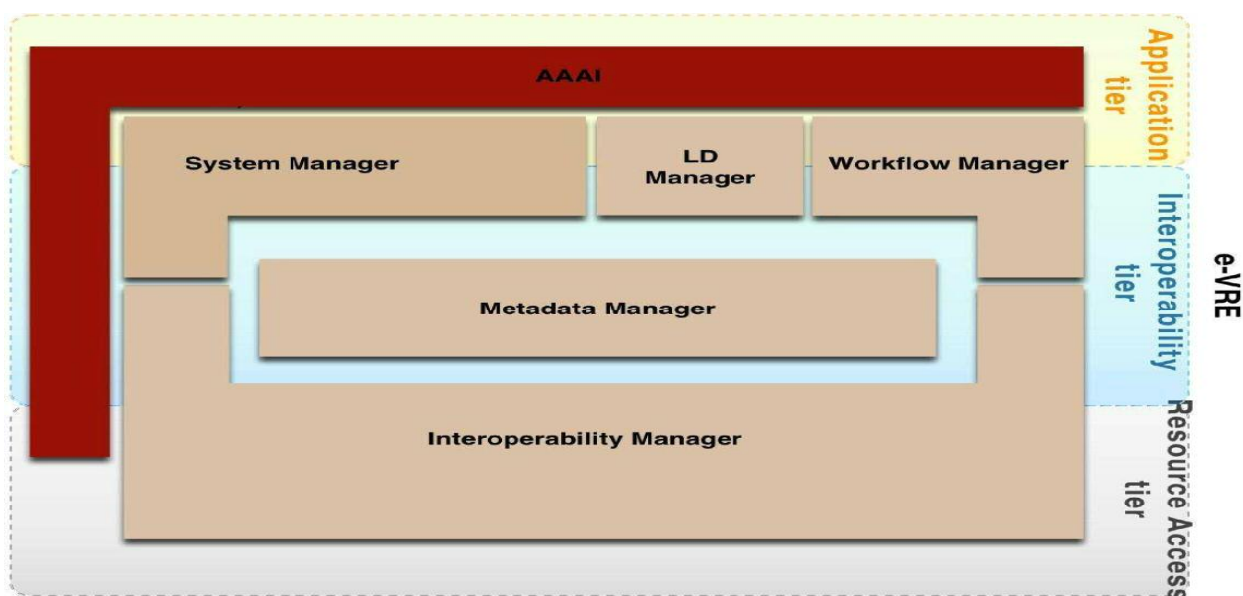 AAAI
System Manager
LD
Manager
Workflow Manager
Metadata Manager
Interoperability Manager
Application
tier
Interoperability
tier
Resource Access
tier
e-VRE